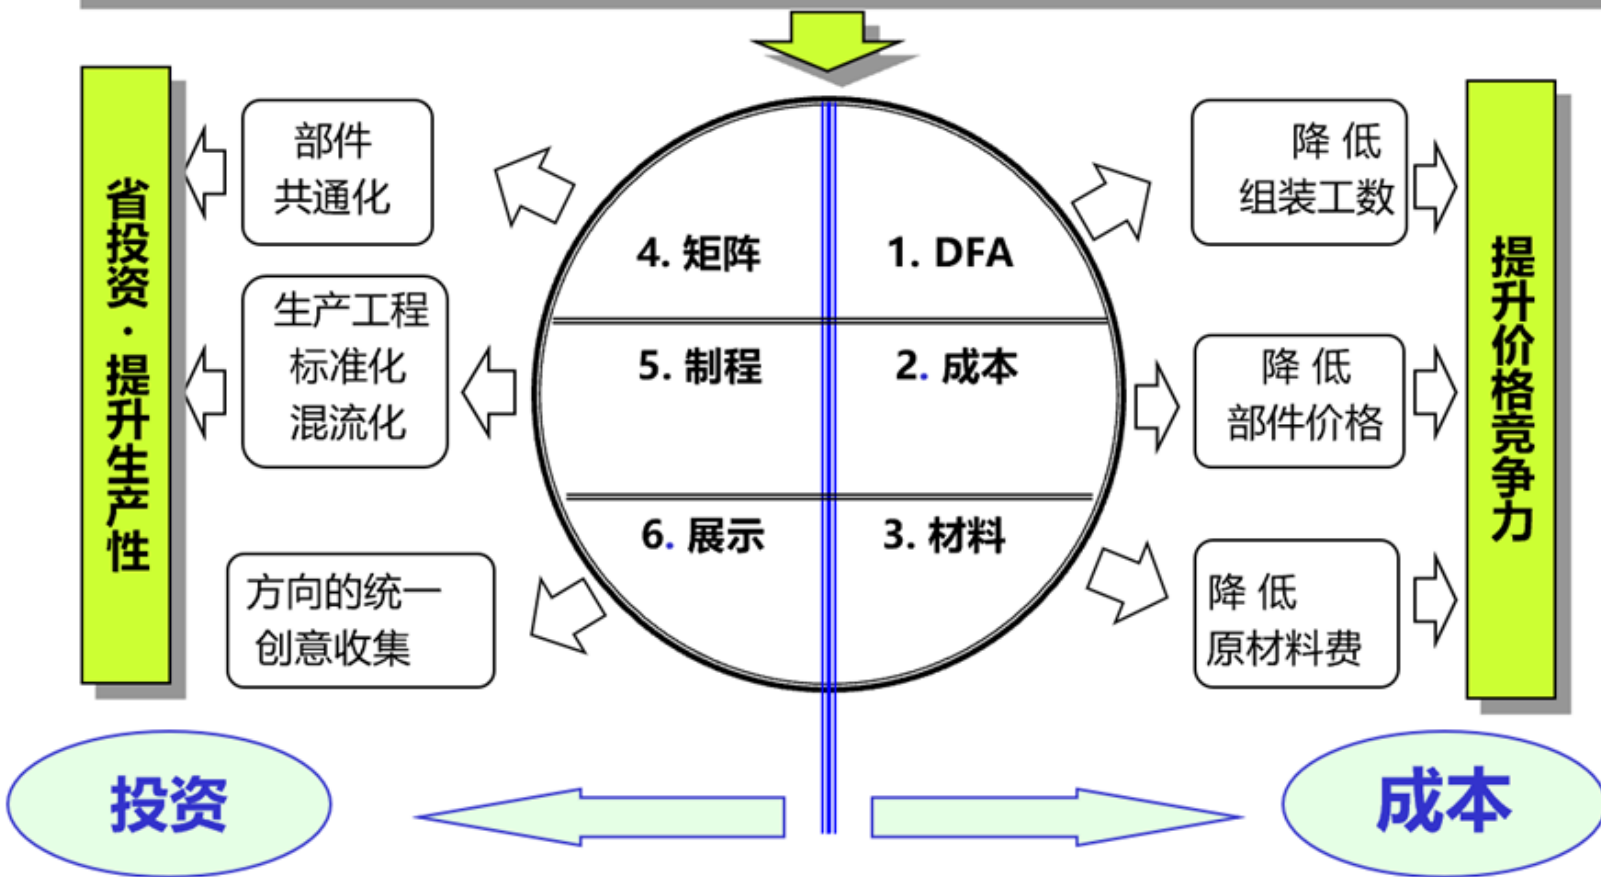 省投资·提升生产性
部件
共通化
生产工程
标准化
混流化
方向的统一
创意收集
4. 矩阵
1. DFA
5. 制程
2. 成本
6. 展示
3. 材料
降 低
组装工数
降 低
部件价格
降 低
原材料费
提升价格竞争力
投资
成本